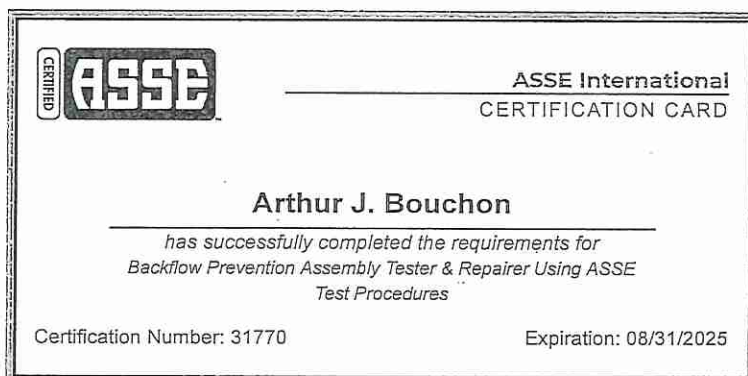 CERTIFIED
ASSE
ASSE International
CERTIFICATION CARD
Arthur J. Bouchon
has successfully completed the requirements for
Backflow Prevention Assembly Tester & Repairer Using ASSE
Test Procedures
Certification Number: 31770
Expiration: 08/31/2025